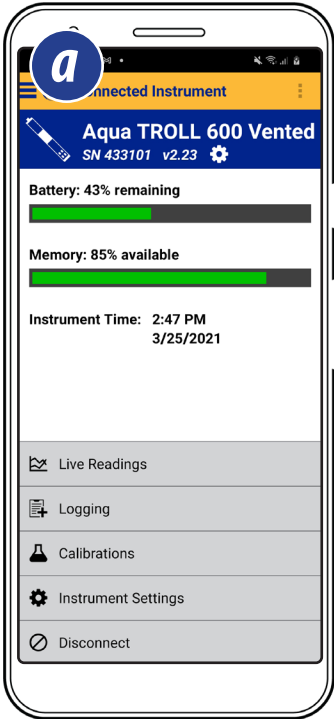 a
Connected Instrument
Aqua TROLL 600 Vented
SN 433101 v2.23
Battery: 43% remaining
Memory: 85% available
Instrument Time: 2:47 PM
3/25/2021
Live Readings
Logging
Calibrations
Instrument Settings
Disconnect